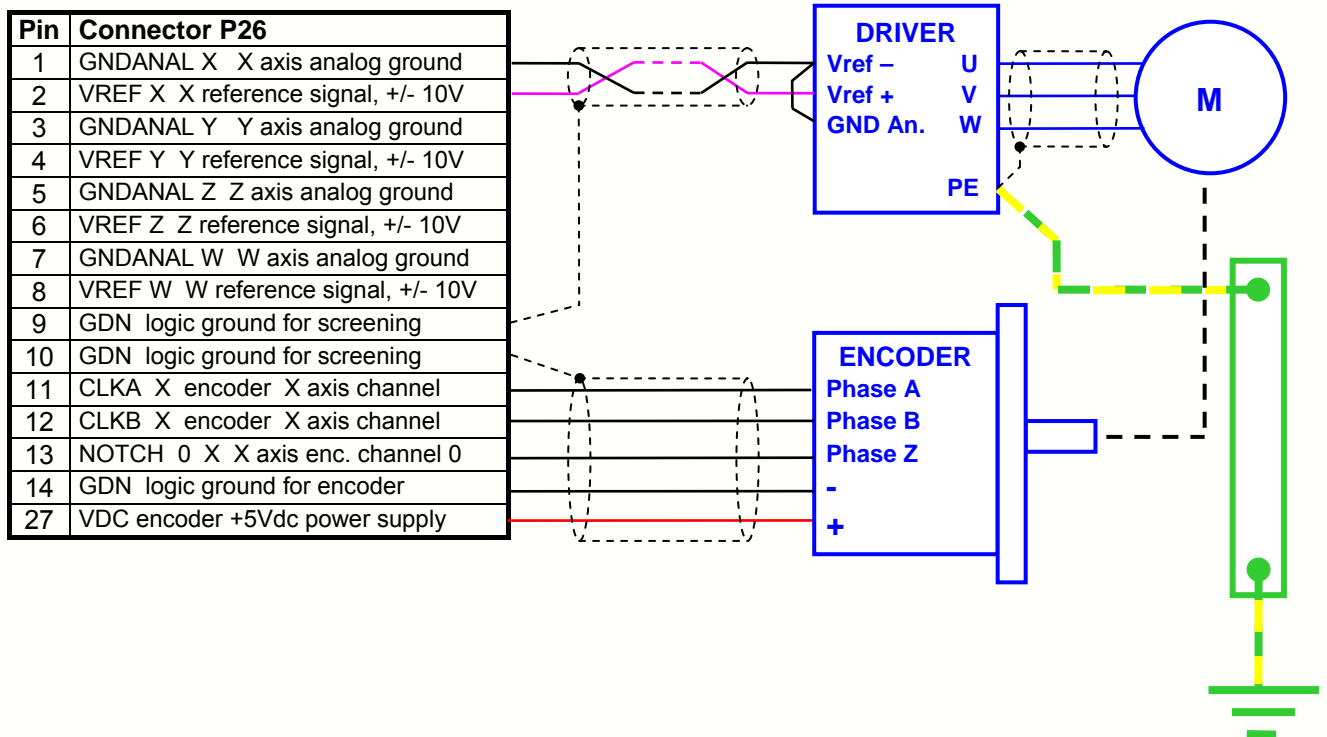 Pin Connector P26
1 GNDANAL X X axis analog ground
2 VREF X X reference signal, +/- 10V
3 GNDANAL Y Y axis analog ground
4 VREF Y Y reference signal, +/- 10V
5 GNDANAL Z Z axis analog ground
6 VREF Z Z reference signal, +/- 10V
7 GNDANAL W W axis analog ground
8 VREF W W reference signal, +/- 10V
9 GDN logic ground for screening
10 GDN logic ground for screening
11 CLKA X encoder X axis channel
12 CLKB X encoder X axis channel
13 NOTCH 0 X X axis enc. channel 0
14 GDN logic ground for encoder
27 VDC encoder +5Vdc power supply
DRIVER
Vref – U
Vref + V
GND An. W
PE
M
ENCODER
Phase A
Phase B
Phase Z
-
+